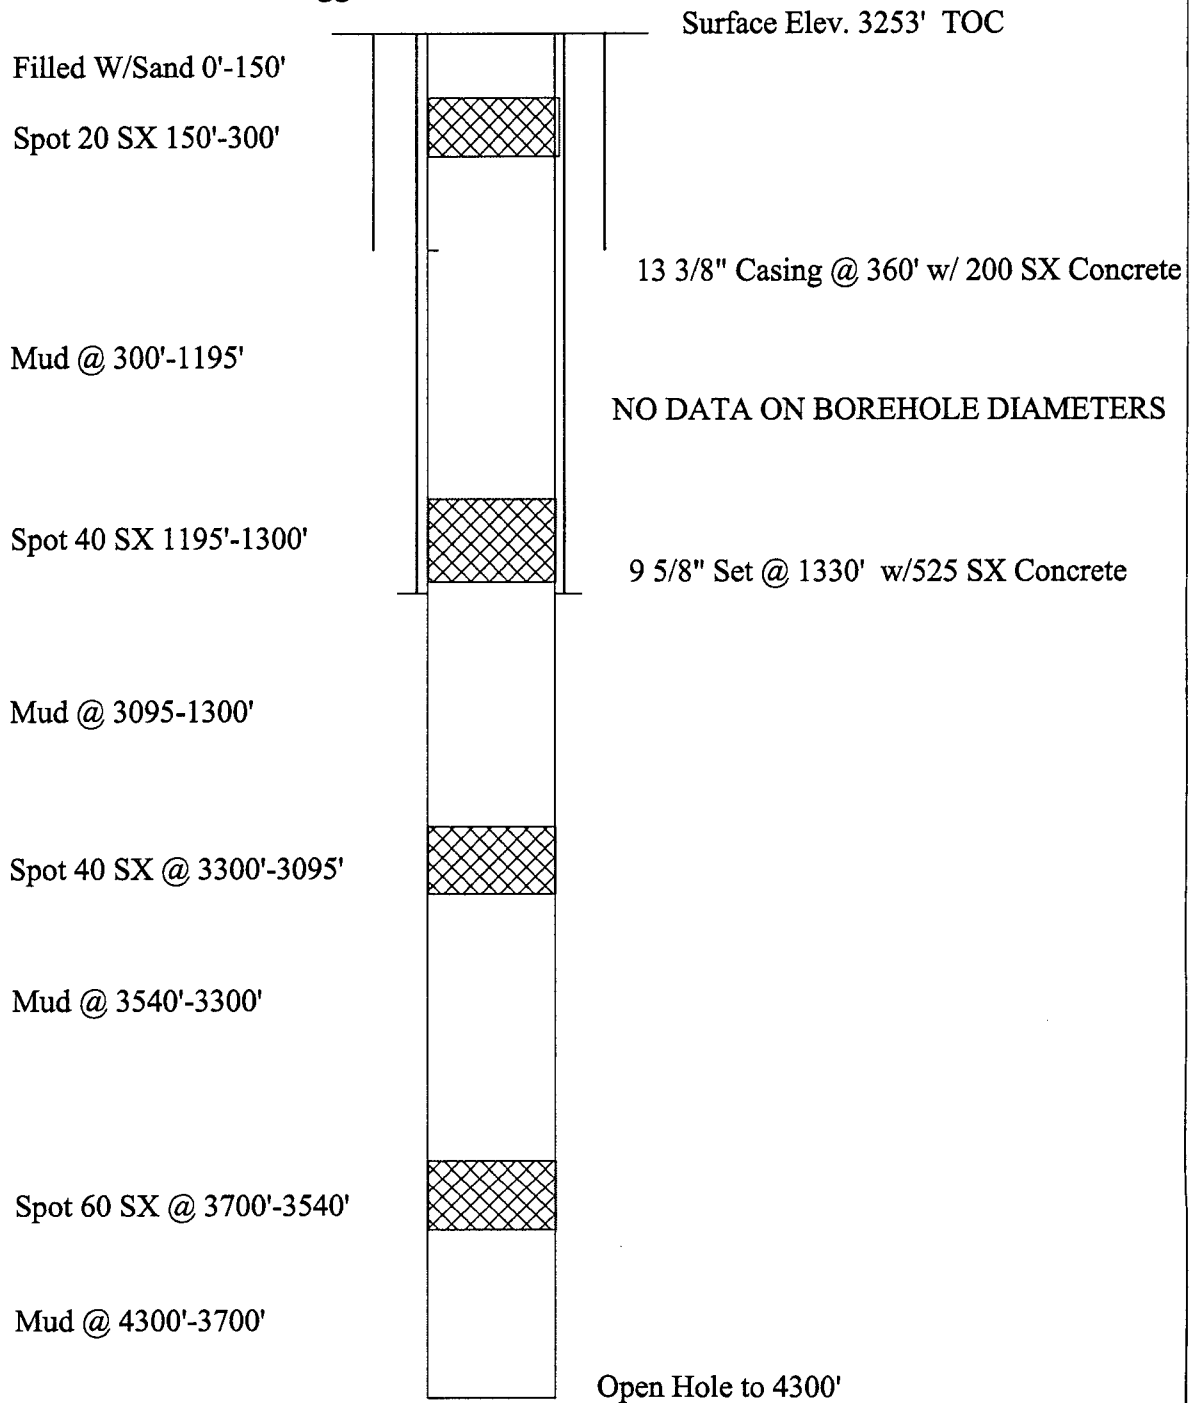 Surface Elev. 3253' TOC
Filled W/Sand 0'-150'
Spot 20 SX 150'-300'
13 3/8" Casing @ 360' w/ 200 SX Concrete
Mud @ 300'-1195'
NO DATA ON BOREHOLE DIAMETERS
Spot 40 SX 1195'-1300'
9 5/8" Set @ 1330' w/525 SX Concrete
Mud @ 3095-1300'
Spot 40 SX @ 3300'-3095'
Mud @ 3540'-3300'
Spot 60 SX @ 3700'-3540'
Mud @ 4300'-3700'
Open Hole to 4300'